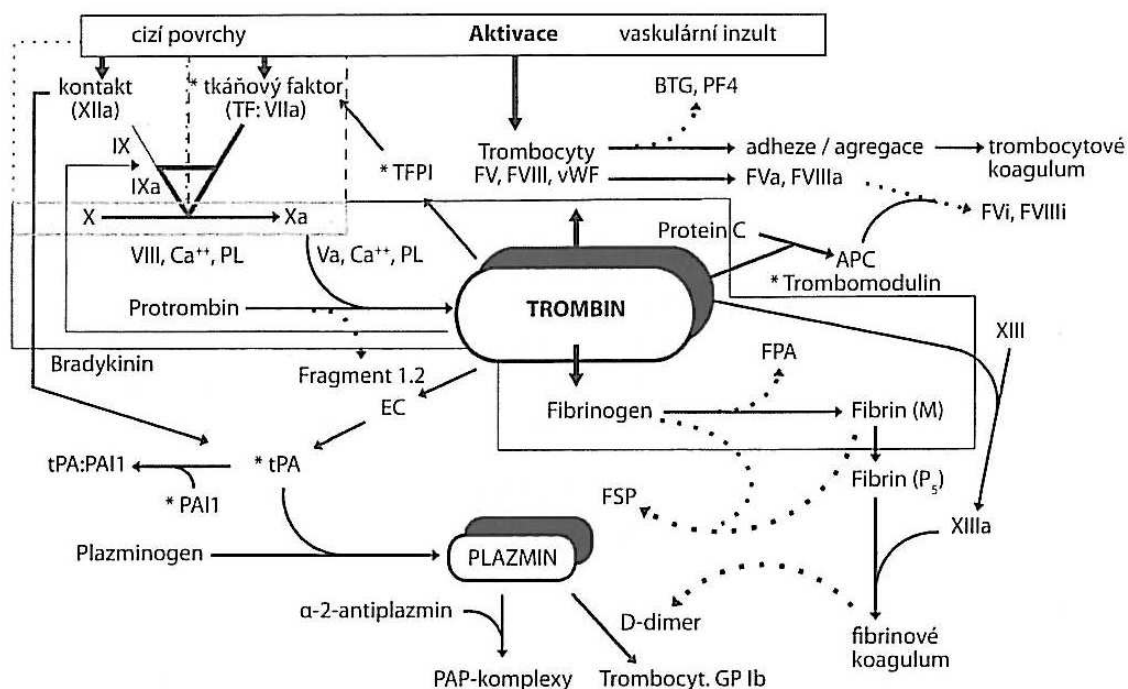 cizí povrchy Aktivace vaskulární inzult
kontakt
(XIIa)
* tkáňový faktor
(TF: VIIa)
BTG, PF4
IX
IXa
* TFPI
Trombocyty
FV, FVIII, vWF
adheze / agregace
trombocytové
koagulum
FVa, FVIIIa
FVi, FVIIIi
X
Xa
VIII, Ca++, PL
Va, Ca++, PL
Protein C
APC
* Trombomodulin
Protrombin
TROMBIN
XIII
Bradykinin
Fragment 1.2
EC
FPA
Fibrinogen
Fibrin (M)
tPA:PAI1
* tPA
* PAI1
Fibrin (P5)
FSP
XIIIa
Plazminogen
PLAZMIN
α-2-antiplazmin
D-dimer
fibrinové
koagulum
PAP-komplexy
Trombocyt. GP Ib